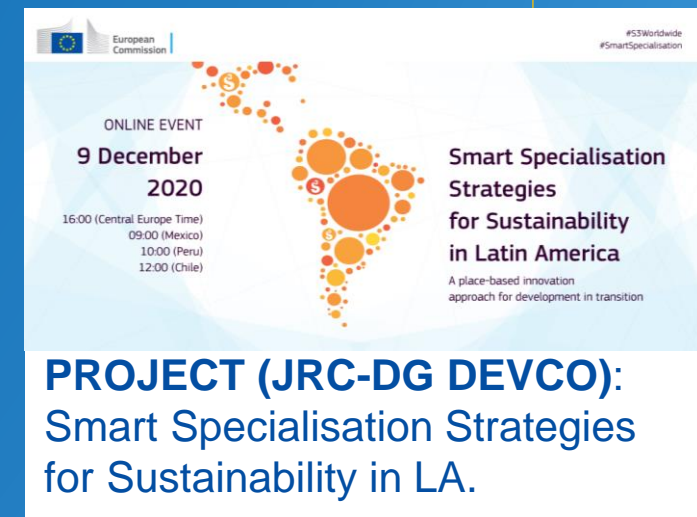 European
Commission
#S3Worldwide
#SmartSpecialisation
ONLINE EVENT
9 December
2020
16:00 (Central Europe Time)
09:00 (Mexico)
10:00 (Peru)
12:00 (Chile)
Smart Specialisation
Strategies
for Sustainability
in Latin America
A place-based innovation
approach for development in transition
PROJECT (JRC-DG DEVCO):
Smart Specialisation Strategies
for Sustainability in LA.